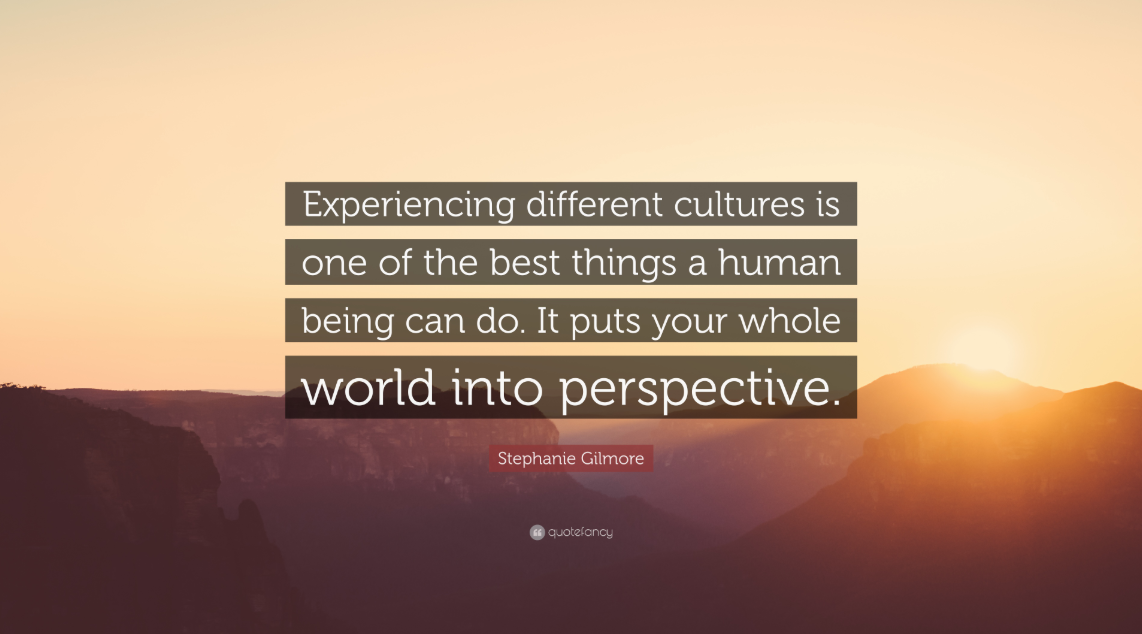 Experiencing different cultures is
one of the best things a human
being can do. It puts your whole
world into perspective.
Stephanie Gilmore
quotefancy